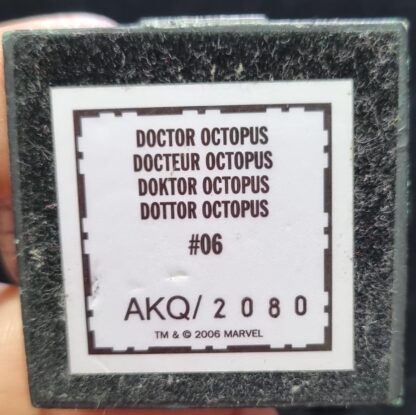 DOCTOR OCTOPUS
DOCTEUR OCTOPUS
DOKTOR OCTOPUS
DOTTOR OCTOPUS
#06
AKQ/2080
TM & © 2006 MARVEL